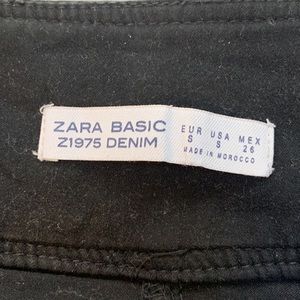 ZARA BASIC
Z1975 DENIM
EUR USA MEX
S S 26
MADE IN MOROCCO